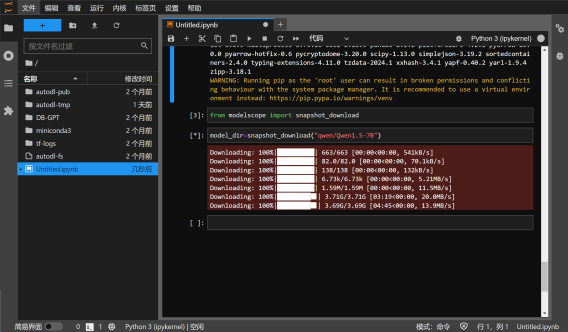 文件 编辑 查看 运行 内核 标签页 设置 帮助
按文件名过滤
/
名称 修改时间
autodl-pub 2 个月前
autodl-tmp 1 天前
DB-GPT 2 个月前
miniconda3 2 个月前
tf-logs 2 个月前
autodl-fs 2 个月前
Untitled.ipynb 几秒后
Untitled.ipynb
代码 Python 3 (ipykernel)
0.0 pyarrow-hotfix-0.6 pycryptodome-3.20.0 scipy-1.13.0 simplejson-3.19.2 sortedcontai
ners-2.4.0 typing-extensions-4.11.0 tzdata-2024.1 xxhash-3.4.1 yapf-0.40.2 yarl-1.9.4
zipp-3.18.1
WARNING: Running pip as the 'root' user can result in broken permissions and conflicti
ng behaviour with the system package manager. It is recommended to use a virtual envir
onment instead: https://pip.pypa.io/warnings/venv
[3]: from modelscope import snapshot_download
[*]: model_dir=snapshot_download("qwen/Qwen1.5-7B")
Downloading: 100%| | 663/663 [00:00<00:00, 541kB/s]
Downloading: 100%| | 82.0/82.0 [00:00<00:00, 70.1kB/s]
Downloading: 100%| | 138/138 [00:00<00:00, 132kB/s]
Downloading: 100%| | 6.73k/6.73k [00:00<00:00, 5.21MB/s]
Downloading: 100%| | 1.59M/1.59M [00:00<00:00, 11.5MB/s]
Downloading: 100%| | 3.71G/3.71G [03:19<00:00, 20.0MB/s]
Downloading: 100%| | 3.69G/3.69G [04:45<00:00, 13.9MB/s]
[ ]:
简易界面 0 1 Python 3 (ipykernel) | 空闲 模式：命令 行 1，列 1 Untitled.ipynb